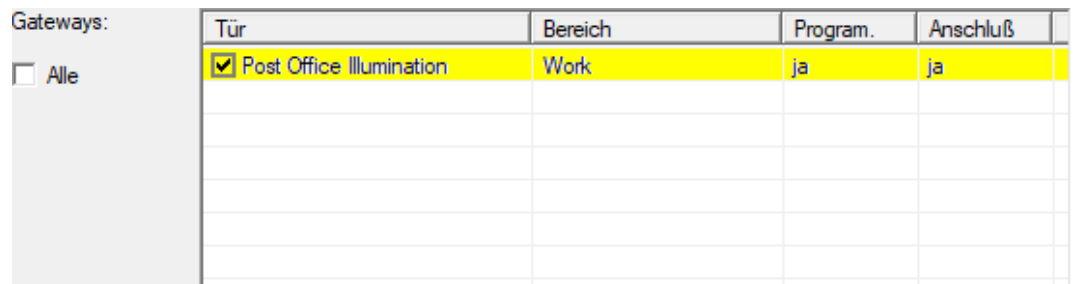 Gateways:
Tür Bereich Program. Anschluß
Alle
Post Office Illumination Work ja ja